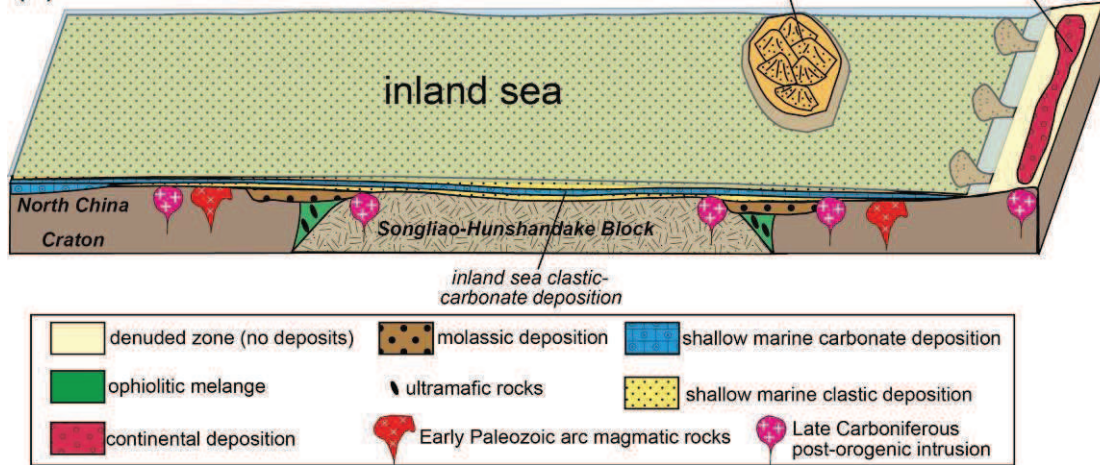 inland sea
North China
Craton
Songliao-Hunshandake Block
inland sea clastic-
carbonate deposition
denuded zone (no deposits)
molassic deposition
shallow marine carbonate deposition
ophiolitic melange
ultramafic rocks
shallow marine clastic deposition
continental deposition
Early Paleozoic arc magmatic rocks
Late Carboniferous
post-orogenic intrusion